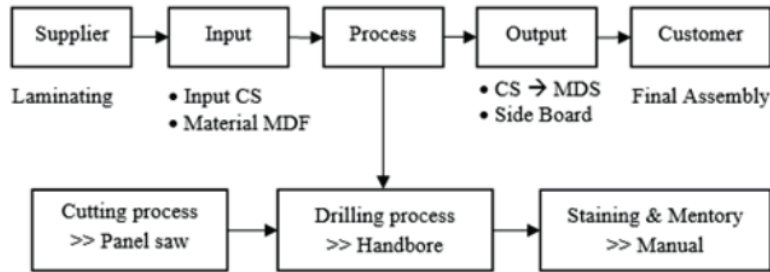 Supplier
Input
Process
Output
Customer
Laminating
• Input CS
• Material MDF
• CS → MDS
• Side Board
Final Assembly
Cutting process
>> Panel saw
Drilling process
>> Handbore
Staining & Mentory
>> Manual